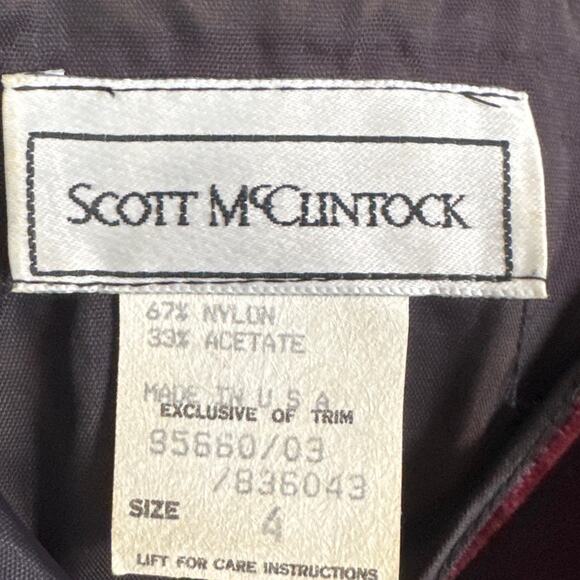 SCOTT McCLINTOCK
67% NYLON
33% ACETATE
MADE IN U S A
EXCLUSIVE OF TRIM
95660/03
/836043
SIZE 4
LIFT FOR CARE INSTRUCTIONS